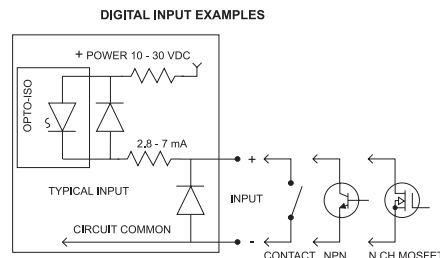 DIGITAL INPUT EXAMPLES
+ POWER 10 - 30 VDC
OPTO-ISO
2.8 - 7 mA
+
TYPICAL INPUT
INPUT
CIRCUIT COMMON
-
CONTACT NPN N CH MOSFET